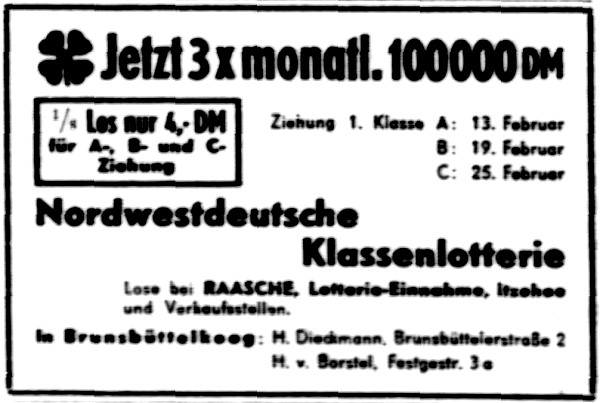 Jetzt 3 x monatl. 100000 DM
1/8 Los nur 4,- DM
für A-, B- und C-
Ziehung
Ziehung 1. Klasse A: 13. Februar
B: 19. Februar
C: 25. Februar
Nordwestdeutsche
Klassenlotterie
Lose bei RAASCHE, Lotterie-Einnahme, Itzehoe
und Verkaufsstellen.
In Brunsbüttelkoog: H. Dieckmann, Brunsbüttelerstraße 2
H. v. Borstel, Festgestr. 3a